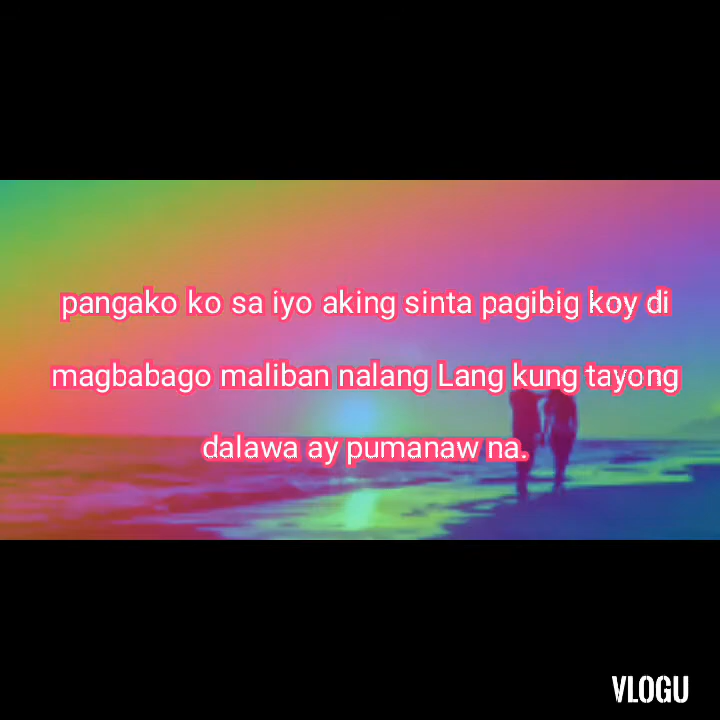 pangako ko sa iyo aking sinta pagibig koy di
magbabago maliban nalang Lang kung tayong
dalawa ay pumanaw na.
VLOGU